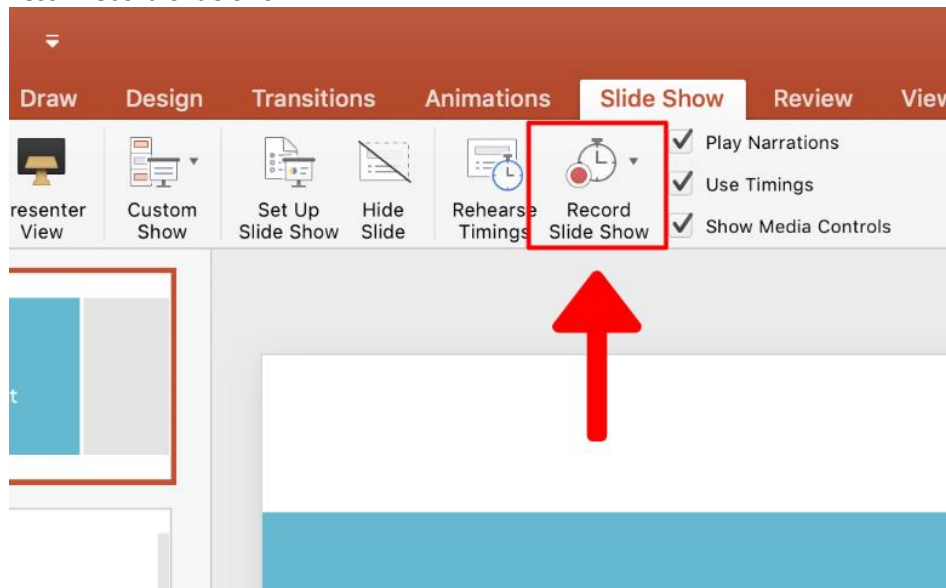 Draw Design Transitions Animations Slide Show Review View
Play Narrations
Use Timings
Show Media Controls
resenter Custom Set Up Hide Rehearse Record
View Show Slide Show Slide Timings Slide Show
t